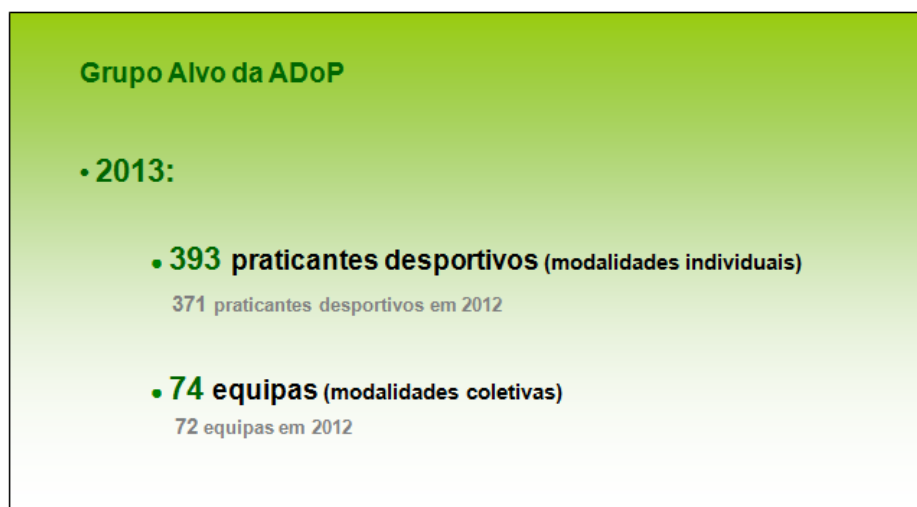 Grupo Alvo da ADoP
• 2013:
• 393 praticantes desportivos (modalidades individuais)
371 praticantes desportivos em 2012
• 74 equipas (modalidades coletivas)
72 equipas em 2012